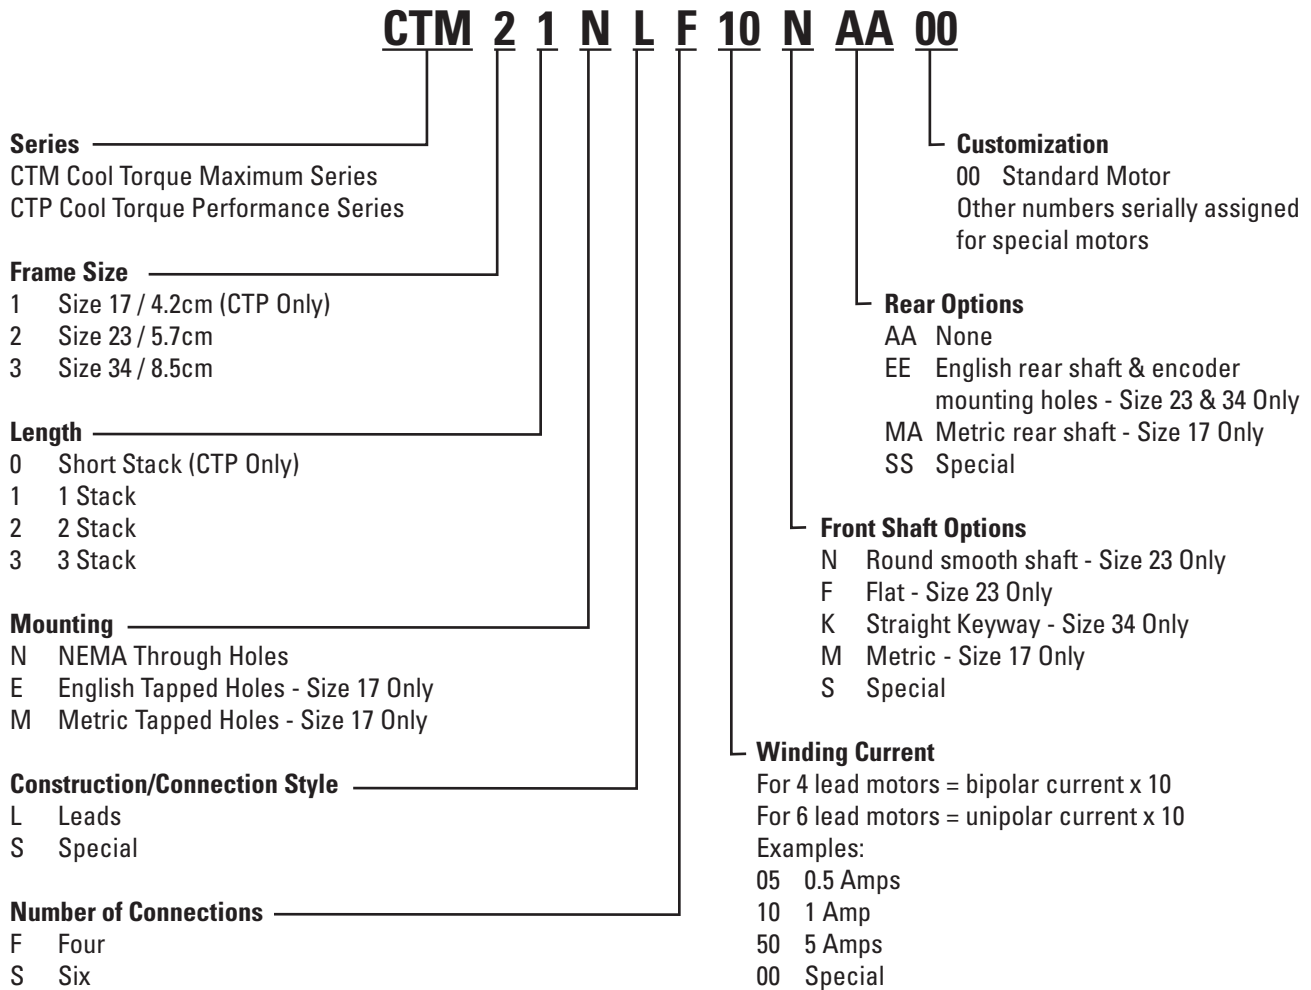 CTM 2 1 N L F 10 N AA 00
Series
CTM Cool Torque Maximum Series
CTP Cool Torque Performance Series
Frame Size
1 Size 17 / 4.2cm (CTP Only)
2 Size 23 / 5.7cm
3 Size 34 / 8.5cm
Length
0 Short Stack (CTP Only)
1 1 Stack
2 2 Stack
3 3 Stack
Mounting
N NEMA Through Holes
E English Tapped Holes - Size 17 Only
M Metric Tapped Holes - Size 17 Only
Construction/Connection Style
L Leads
S Special
Number of Connections
F Four
S Six
Customization
00 Standard Motor
Other numbers serially assigned
for special motors
Rear Options
AA None
EE English rear shaft & encoder
mounting holes - Size 23 & 34 Only
MA Metric rear shaft - Size 17 Only
SS Special
Front Shaft Options
N Round smooth shaft - Size 23 Only
F Flat - Size 23 Only
K Straight Keyway - Size 34 Only
M Metric - Size 17 Only
S Special
Winding Current
For 4 lead motors = bipolar current x 10
For 6 lead motors = unipolar current x 10
Examples:
05 0.5 Amps
10 1 Amp
50 5 Amps
00 Special